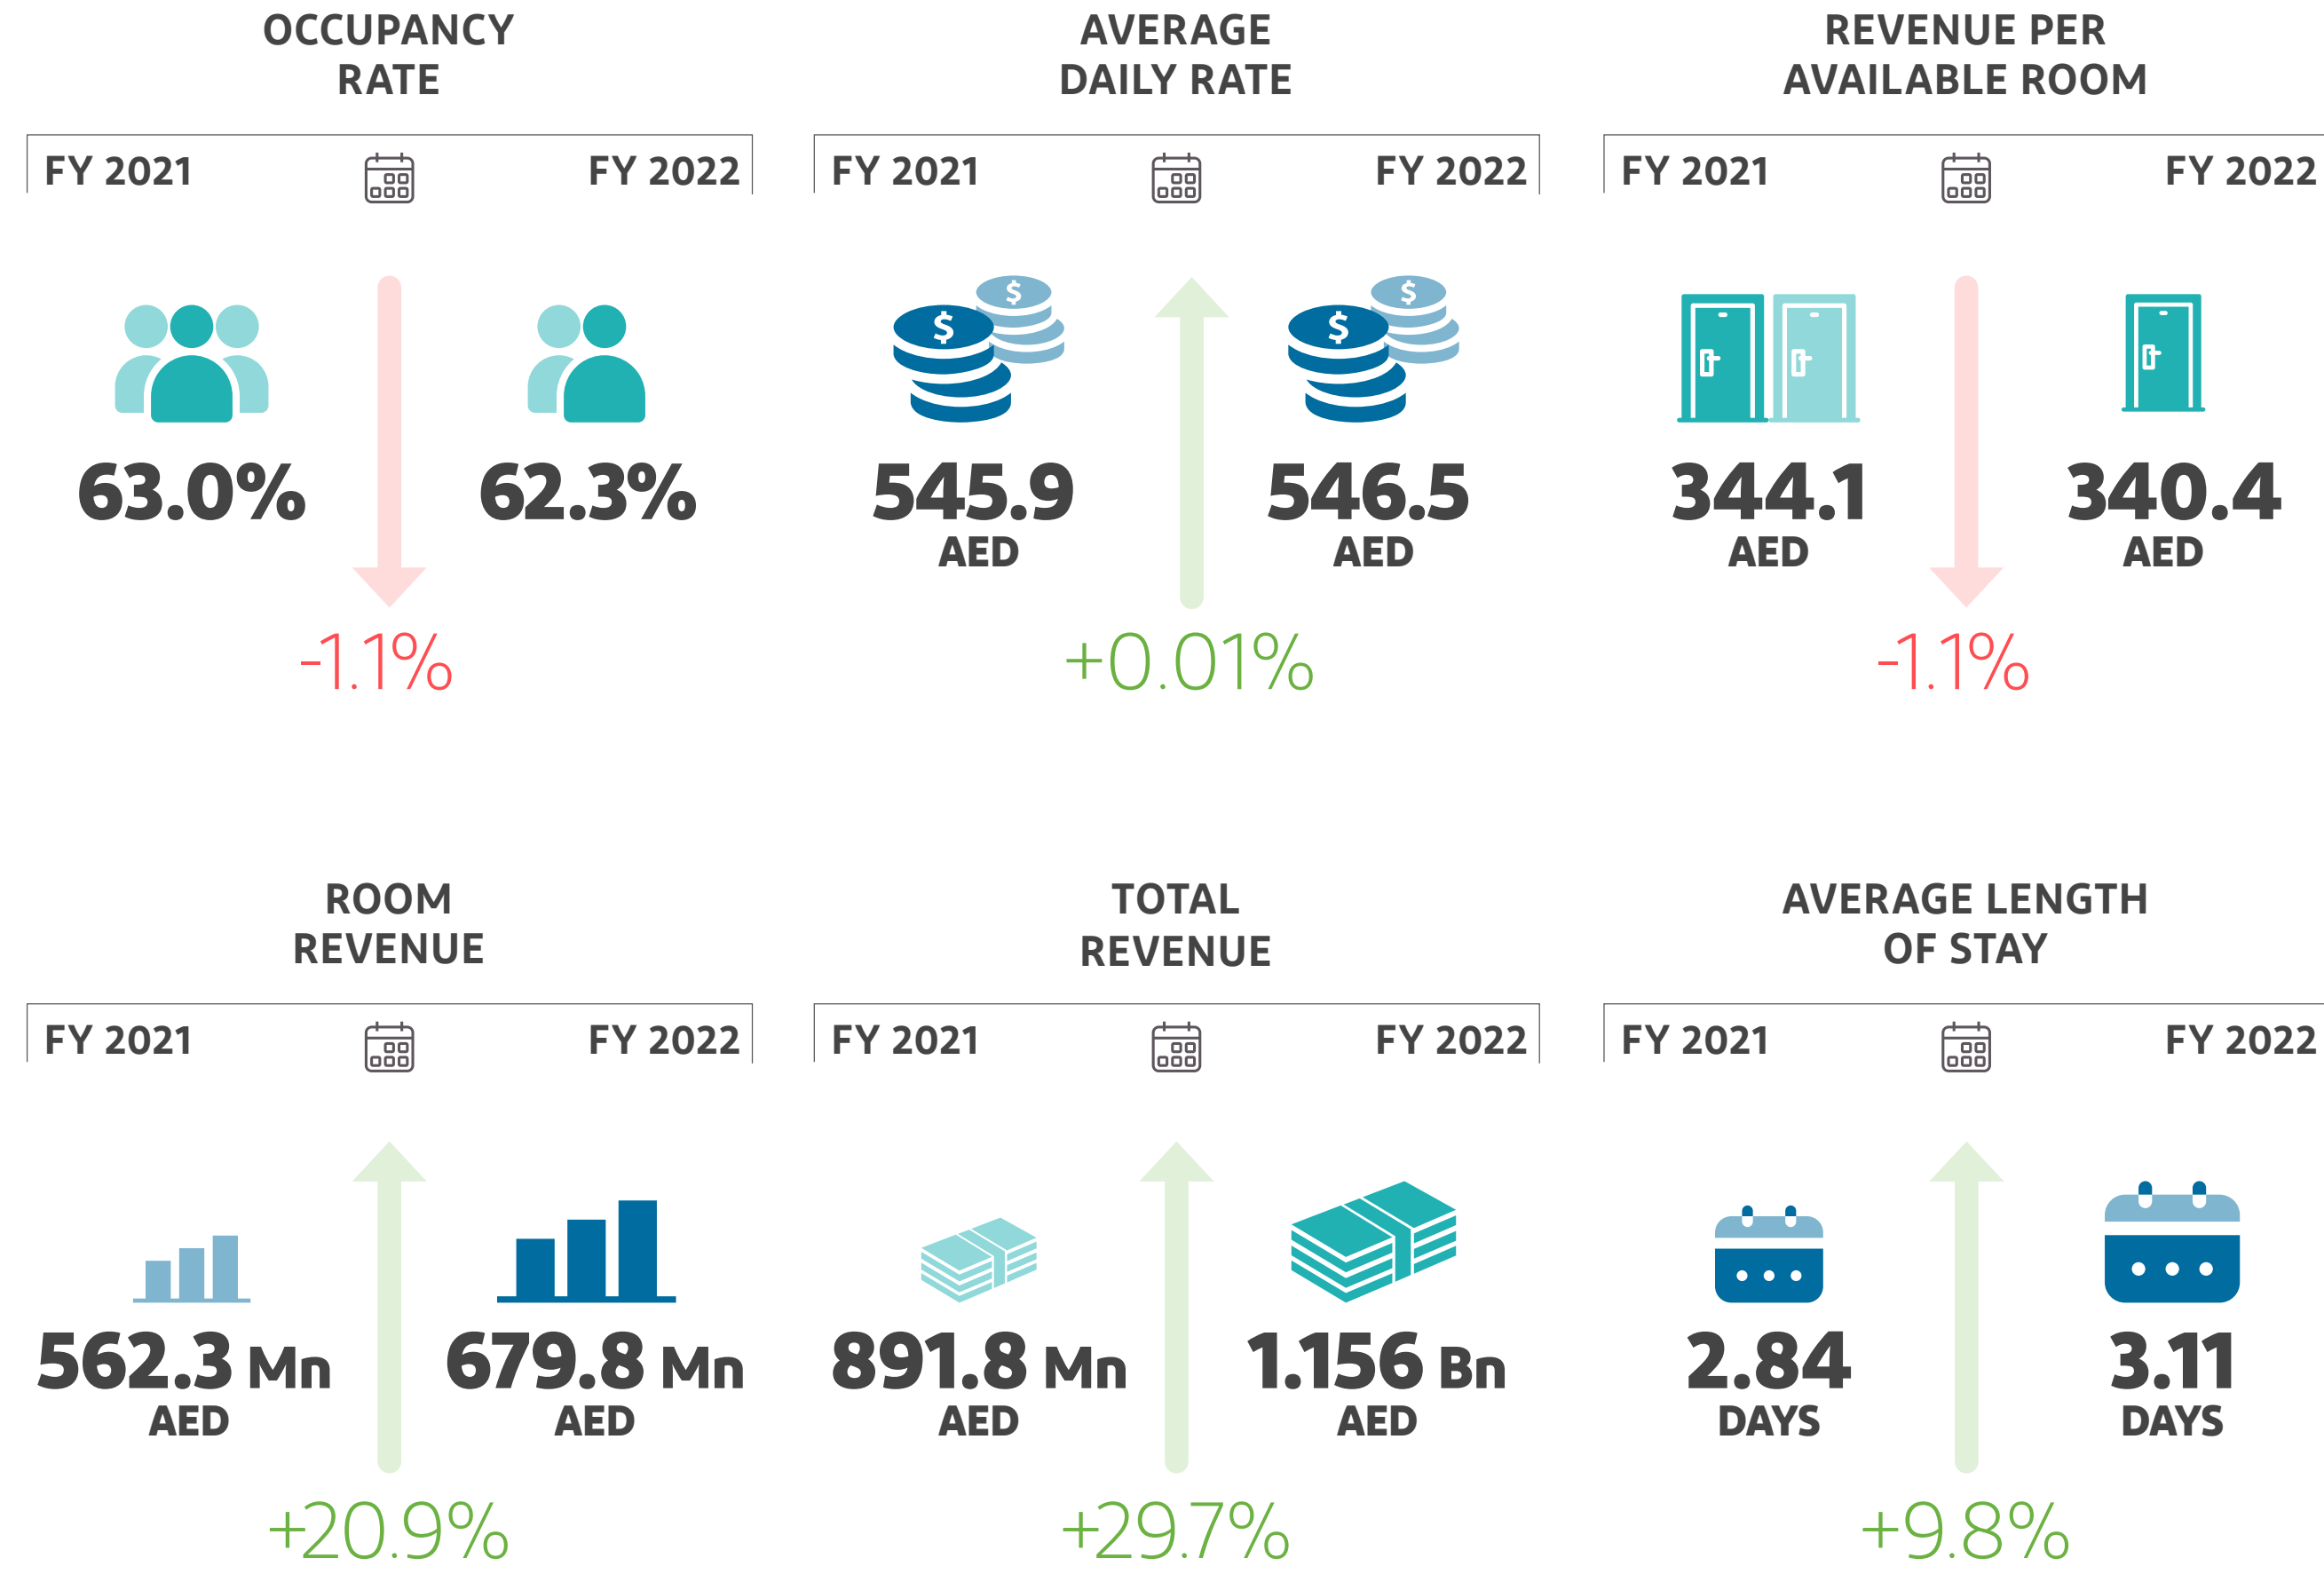 OCCUPANCY
RATE
FY 2021
FY 2022
63.0%
62.3%
-1.1%
AVERAGE
DAILY RATE
FY 2021
FY 2022
$ $
$ $
545.9
AED
546.5
AED
+0.01%
REVENUE PER
AVAILABLE ROOM
FY 2021
FY 2022
344.1
AED
340.4
AED
-1.1%
ROOM
REVENUE
FY 2021
FY 2022
562.3 Mn
AED
679.8 Mn
AED
+20.9%
TOTAL
REVENUE
FY 2021
FY 2022
891.8 Mn
AED
1.156 Bn
AED
+29.7%
AVERAGE LENGTH
OF STAY
FY 2021
FY 2022
2.84
DAYS
3.11
DAYS
+9.8%